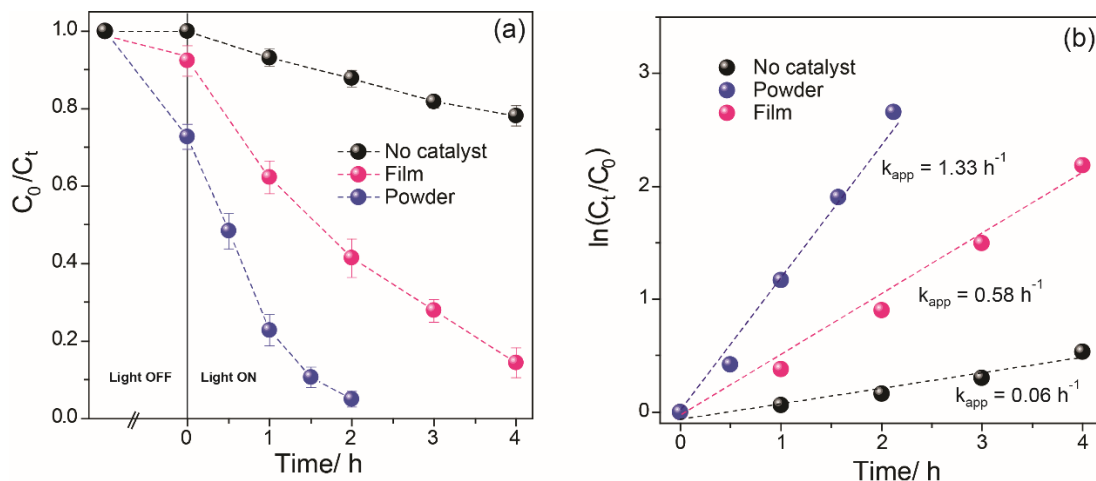 (a)
C₀/Cₜ
1.0
0.8
0.6
0.4
0.2
0.0
No catalyst
Film
Powder
Light OFF
Light ON
0
1
2
3
4
Time/ h
(b)
ln(Cₜ/C₀)
3
2
1
0
No catalyst
Powder
Film
kapp = 1.33 h⁻¹
kapp = 0.58 h⁻¹
kapp = 0.06 h⁻¹
0
1
2
3
4
Time/ h